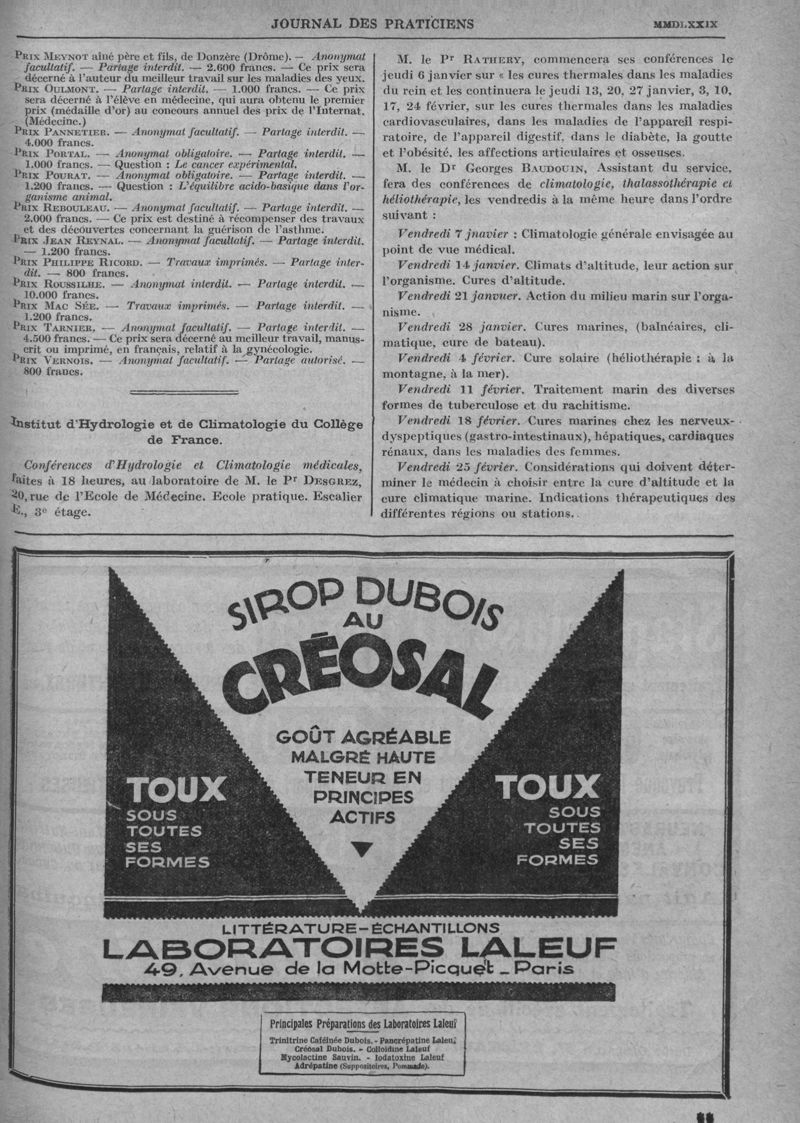 JOURNAL DES PRATICIENS
MMDLXXIX
PRIX MEYNOT aîné père et fils, de Donzère (Drôme). — Anonymat
facultatif. — Partage interdit. — 2.600 francs. — Ce prix sera
décerné à l'auteur du meilleur travail sur les maladies des yeux.
PRIX OULMONT. — Partage interdit. — 1.000 francs. — Ce prix
sera décerné à l'élève en médecine, qui aura obtenu le premier
prix (médaille d'or) au concours annuel des prix de l'Internat.
(Médecine.)
PRIX PANNETIER. — Anonymat facultatif. — Partage interdit. —
4.000 francs.
PRIX PORTAL. — Anonymat obligatoire. — Partage interdit. —
1.000 francs. — Question : Le cancer expérimental.
PRIX POURAT. — Anonymat obligatoire. — Partage interdit. —
1.200 francs. — Question : L'équilibre acido-basique dans l'or-
ganisme animal.
PRIX REBOULEAU. — Anonymat facultatif. — Partage interdit. —
2.000 francs. — Ce prix est destiné à récompenser des travaux
et des découvertes concernant la guérison de l'asthme.
PRIX JEAN REYNAL. — Anonymat facultatif. — Partage interdit.
— 1.200 francs.
PRIX PHILIPPE RICORD. — Travaux imprimés. — Partage inter-
dit. — 800 francs.
PRIX ROUSSILHE. — Anonymat interdit. — Partage interdit. —
10.000 francs.
PRIX MAC SÉE. — Travaux imprimés. — Partage interdit. —
1.200 francs.
PRIX TARNIER. — Anonymat facultatif. — Partage interdit. —
4.500 francs. — Ce prix sera décerné au meilleur travail, manus-
crit ou imprimé, en français, relatif à la gynécologie.
PRIX VERNOIS. — Anonymat facultatif. — Partage autorisé. —
800 francs.
Institut d'Hydrologie et de Climatologie du Collège
de France.
Conférences d'Hydrologie et Climatologie médicales,
faites à 18 heures, au laboratoire de M. le Pr DESGREZ,
20, rue de l'Ecole de Médecine. Ecole pratique. Escalier
E., 3e étage.
M. le Pr RATHERY, commencera ses conférences le
jeudi 6 janvier sur « les cures thermales dans les maladies
du rein et les continuera le jeudi 13, 20, 27 janvier, 3, 10,
17, 24 février, sur les cures thermales dans les maladies
cardiovasculaires, dans les maladies de l'appareil respi-
ratoire, de l'appareil digestif, dans le diabète, la goutte
et l'obésité, les affections articulaires et osseuses.
M. le Dr Georges BAUDOUIN, Assistant du service,
fera des conférences de climatologie, thalassothérapie et
héliothérapie, les vendredis à la même heure dans l'ordre
suivant :
Vendredi 7 jnavier : Climatologie générale envisagée au
point de vue médical.
Vendredi 14 janvier. Climats d'altitude, leur action sur
l'organisme. Cures d'altitude.
Vendredi 21 janvuer. Action du milieu marin sur l'orga-
nisme.
Vendredi 28 janvier. Cures marines, (balnéaires, cli-
matique, cure de bateau).
Vendredi 4 février. Cure solaire (héliothérapie : à la
montagne, à la mer).
Vendredi 11 février. Traitement marin des diverses
formes de tuberculose et du rachitisme.
Vendredi 18 février. Cures marines chez les nerveux-
dyspeptiques (gastro-intestinaux), hépatiques, cardiaques
rénaux, dans les maladies des femmes.
Vendredi 25 février. Considérations qui doivent déter-
miner le médecin à choisir entre la cure d'altitude et la
cure climatique marine. Indications thérapeutiques des
différentes régions ou stations.
SIROP DUBOIS
AU
CRÉOSAL
GOÛT AGRÉABLE
MALGRÉ HAUTE
TENEUR EN
PRINCIPES
ACTIFS
TOUX
SOUS
TOUTES
SES
FORMES
TOUX
SOUS
TOUTES
SES
FORMES
LITTÉRATURE-ÉCHANTILLONS
LABORATOIRES LALEUF
49, Avenue de la Motte-Picquet _ Paris
Principales Préparations des Laboratoires Laleuf
Trinitrine Caféinée Dubois. - Pancrépatine Laleuf
Créosal Dubois. - Colloïdine Laleuf
Mycolactine Sauvin. - Iodatoxine Laleuf
Adrépatine (Suppositoires, Pommade).